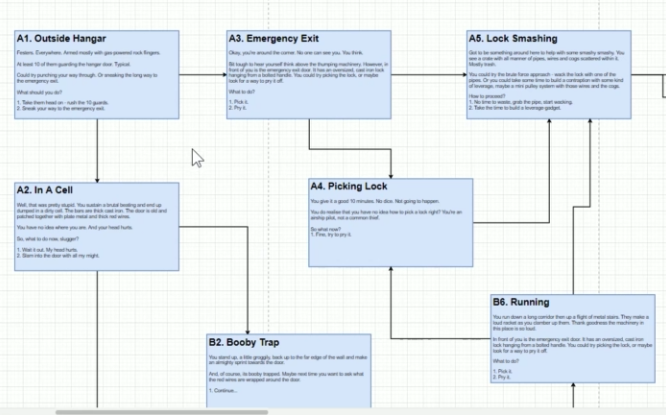 A1. Outside Hangar
Posters. Everywhere. Armed mostly with gas powered rock flingers.
At least 10 of them guarding the hangar door. Typical.
Could try punching your way through. Or sneaking the long way to
the emergency exit.
What should you do?
1. Take them head on - rush the 10 guards.
2. Sneak your way to the emergency exit.
A3. Emergency Exit
Okay, you're around the corner. No one can see you. You think.
Bit tough to hear yourself think above the thumping machinery. However, in
front of you is the emergency exit door. It has an oversized, cast iron lock
hanging from a bolted handle. You could try picking the lock, or maybe
look for a way to pry it off.
What to do?
1. Pick it.
2. Pry it.
A5. Lock Smashing
Got to be something around here to help with some smashy smashy. You
see a crate with all manner of pipes, wires and cogs scattered within it.
Mostly trash.
You could try the brute force approach - wack the lock with one of the
pipes. Or you could take some time to build a contraption with some kind
of leverage, maybe a mini pulley system with those wires and the cogs.
How to proceed?
1. No time to waste, grab the pipe, start wasting.
2. Take the time to build a leverage gadget.
A2. In A Cell
Well, that was pretty stupid. You sustain a brutal beating and end up
dumped in a dirty cell. The bars are thick cast iron. The door is old and
patched together with plate metal and thick red wires.
You have no idea where you are. And your head hurts.
So, what to do now, slugger?
1. Wait it out. My head hurts.
2. Slam into the door with all my might.
A4. Picking Lock
You give it a good 10 minutes. No dice. Not going to happen.
You do realise that you have no idea how to pick a lock right? You're an
airship pilot, not a common thief.
So what now?
1. Fine, try to pry it.
B6. Running
You run down a long corridor then up a flight of metal stairs. They make a
loud racket as you clamber up them. Thank goodness the machinery in
this place is so loud.
In front of you is the emergency exit door. It has an oversized, cast iron
lock hanging from a bolted handle. You could try picking the lock, or maybe
look for a way to pry it off.
What to do?
1. Pick it.
2. Pry it.
B2. Booby Trap
You stand up, a little groggily, back up to the far edge of the wall and make
an almighty sprint towards the door.
And, of course, its booby trapped. Maybe next time you want to ask what
the red wires are wrapped around the door.
1. Continue...